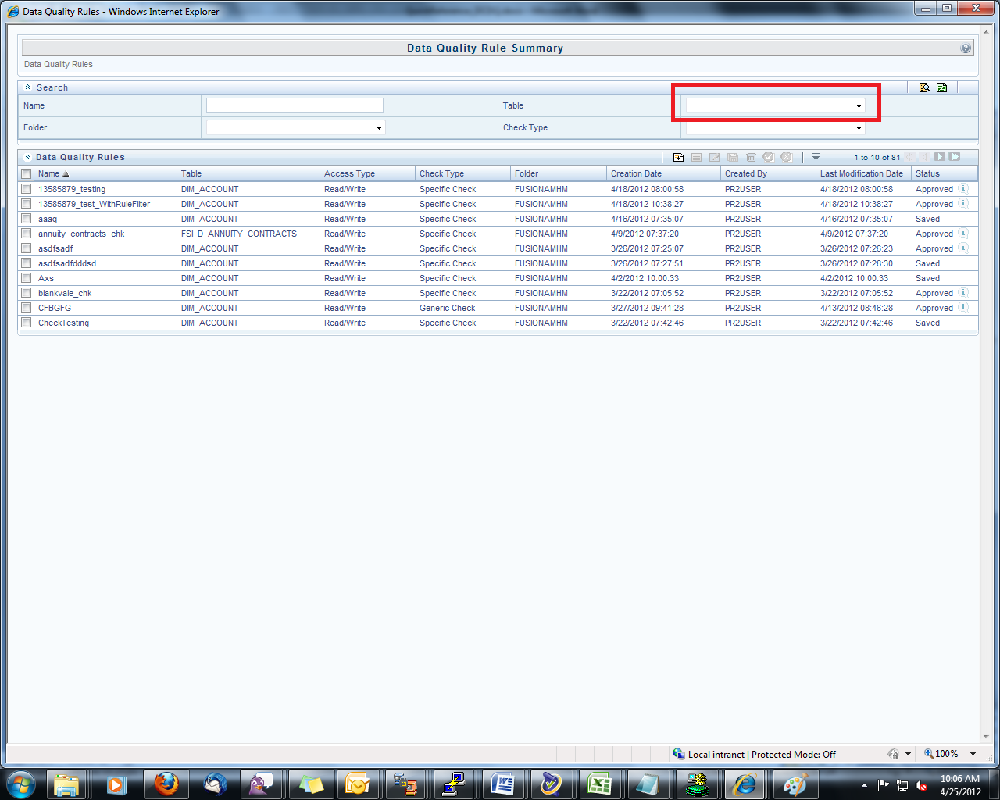 Data Quality Rules - Windows Internet Explorer
Data Quality Rule Summary
Data Quality Rules
Search
Name Table
Folder Check Type
Data Quality Rules 1 to 10 of 81
Name Table Access Type Check Type Folder Creation Date Created By Last Modification Date Status
13585879_testing DIM_ACCOUNT Read/Write Specific Check FUSIONAMHM 4/18/2012 08:00:58 PR2USER 4/18/2012 08:00:58 Approved
13585879_test_WithRuleFilter DIM_ACCOUNT Read/Write Specific Check FUSIONAMHM 4/18/2012 10:38:27 PR2USER 4/18/2012 10:38:27 Approved
aaaq DIM_ACCOUNT Read/Write Specific Check FUSIONAMHM 4/16/2012 07:35:07 PR2USER 4/16/2012 07:35:07 Saved
annuity_contracts_chk FSI_D_ANNUITY_CONTRACTS Read/Write Specific Check FUSIONAMHM 4/9/2012 07:37:20 PR2USER 4/9/2012 07:37:20 Approved
asdfsadf DIM_ACCOUNT Read/Write Specific Check FUSIONAMHM 3/26/2012 07:25:07 PR2USER 3/26/2012 07:26:23 Approved
asdfsadfdddsd DIM_ACCOUNT Read/Write Specific Check FUSIONAMHM 3/26/2012 07:27:51 PR2USER 3/26/2012 07:28:30 Saved
Axs DIM_ACCOUNT Read/Write Specific Check FUSIONAMHM 4/2/2012 10:00:33 PR2USER 4/2/2012 10:00:33 Saved
blankvale_chk DIM_ACCOUNT Read/Write Specific Check FUSIONAMHM 3/22/2012 07:05:52 PR2USER 3/22/2012 07:05:52 Approved
CFBGFG DIM_ACCOUNT Read/Write Generic Check FUSIONAMHM 3/27/2012 09:41:28 PR2USER 4/13/2012 08:46:28 Approved
CheckTesting DIM_ACCOUNT Read/Write Specific Check FUSIONAMHM 3/22/2012 07:42:46 PR2USER 3/22/2012 07:42:46 Saved
Local intranet | Protected Mode: Off 100%
10:06 AM
4/25/2012